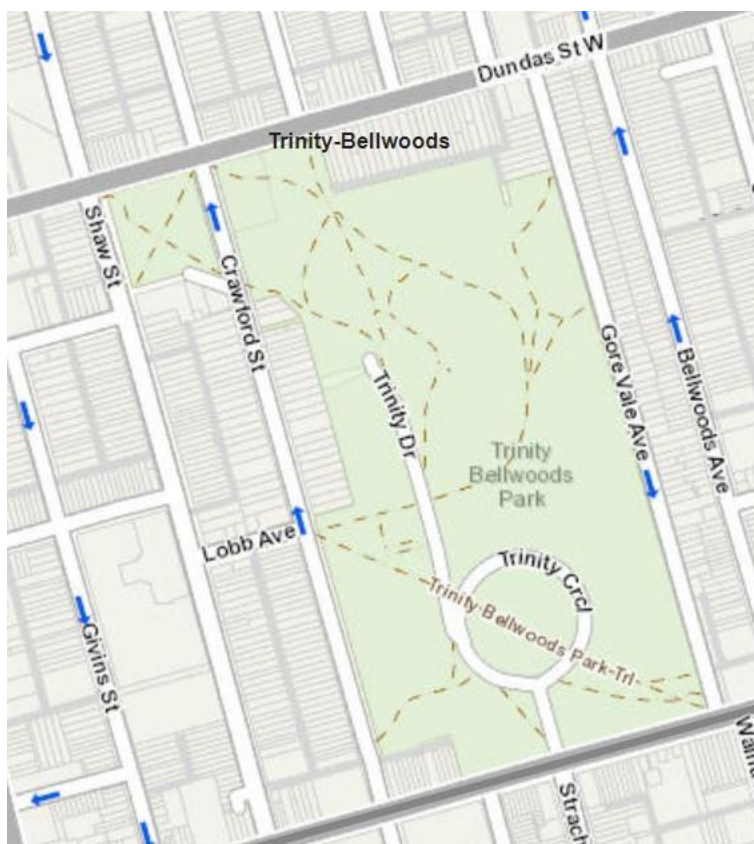 Dundas St W
Trinity-Bellwoods
Shaw St
Crawford St
Gore Vale Ave
Bellwoods Ave
Trinity Dr
Trinity
Bellwoods
Park
Lobb Ave
Trinity Crcl
Trinity Bellwoods Park-Trl
Givins St
Strach